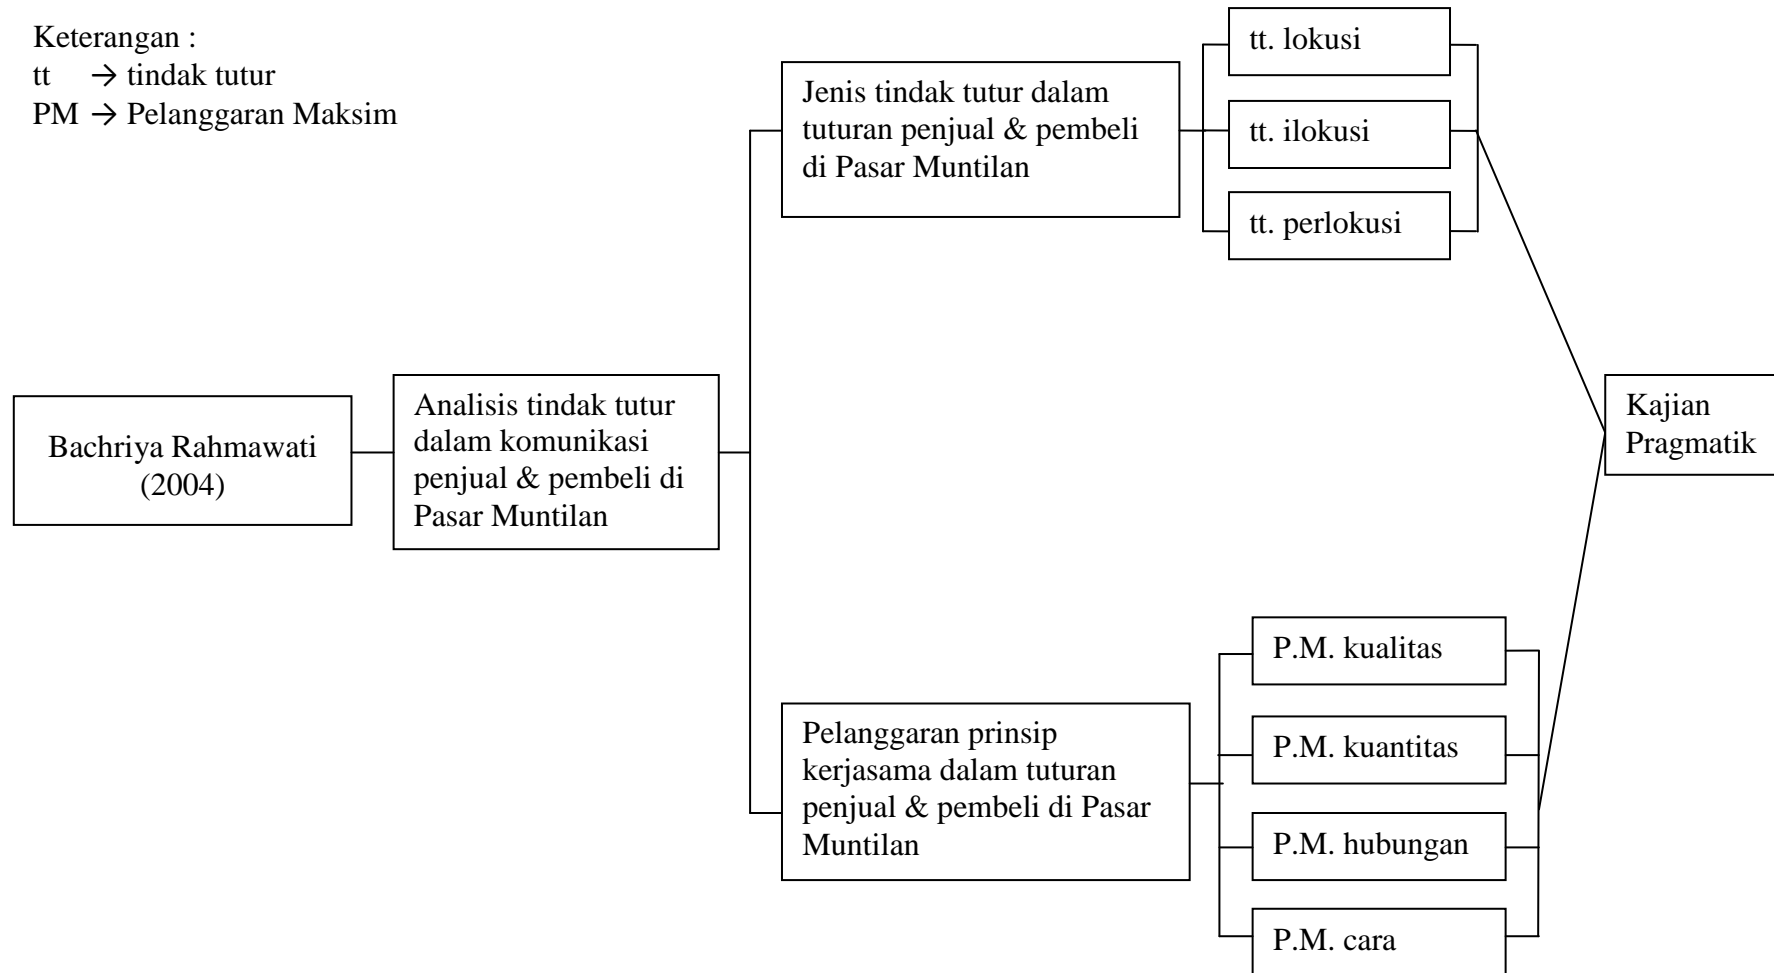 Keterangan :
tt → tindak tutur
PM → Pelanggaran Maksim
Bachriya Rahmawati
(2004)
Analisis tindak tutur
dalam komunikasi
penjual & pembeli di
Pasar Muntilan
Jenis tindak tutur dalam
tuturan penjual & pembeli
di Pasar Muntilan
tt. lokusi
tt. ilokusi
tt. perlokusi
Pelanggaran prinsip
kerjasama dalam tuturan
penjual & pembeli di Pasar
Muntilan
P.M. kualitas
P.M. kuantitas
P.M. hubungan
P.M. cara
Kajian
Pragmatik